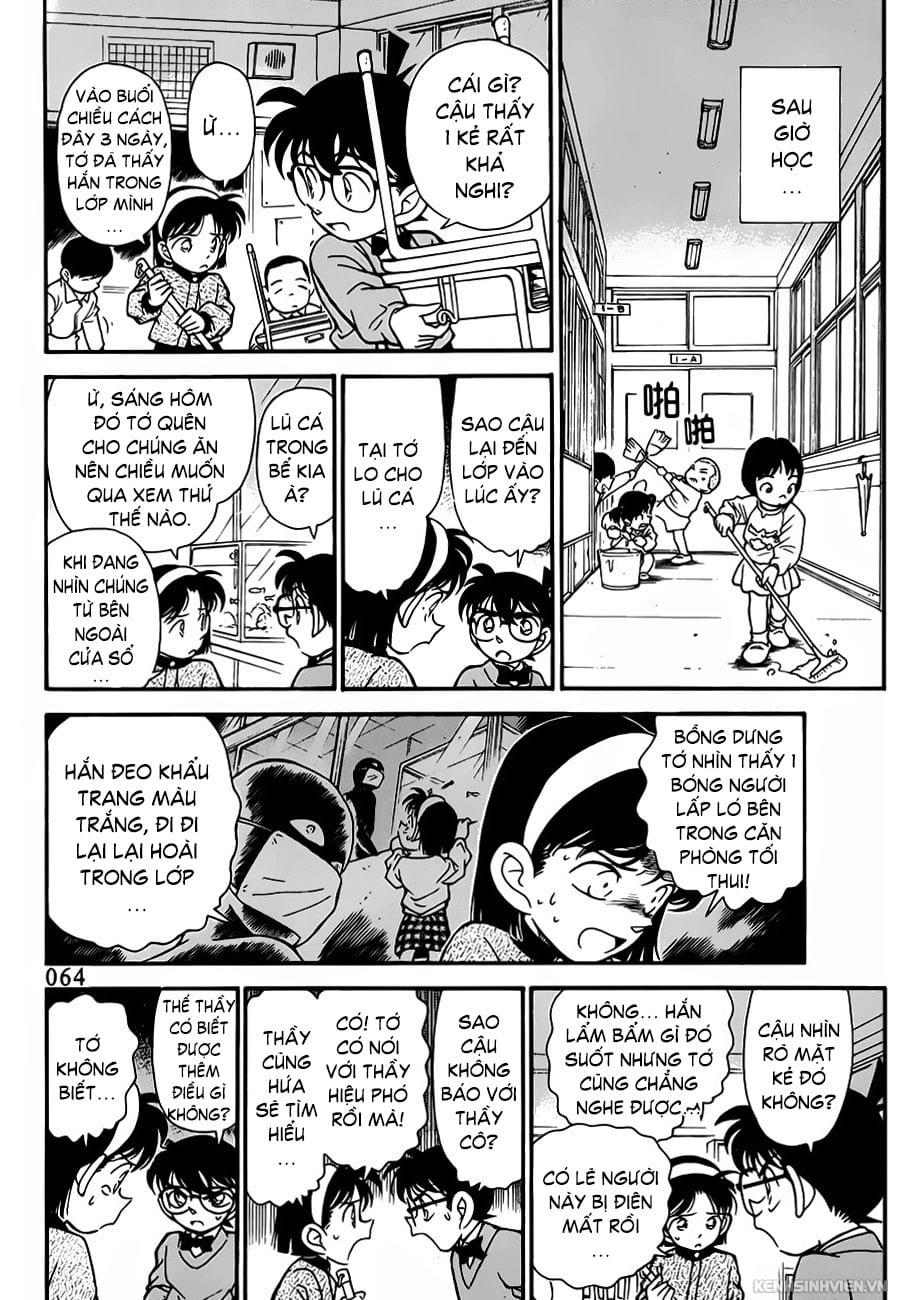 SAU
GIỜ
HỌC
...
1-B
1-A
啪
啪
CÁI GÌ?
CẬU THẤY
1 KẺ RẤT
KHẢ
NGHI?
Ừ...
VÀO BUỔI
CHIỀU CÁCH
ĐÂY 3 NGÀY,
TỚ ĐÃ THẤY
HẮN TRONG
LỚP MÌNH
...
SAO CẬU
LẠI ĐẾN
LỚP VÀO
LÚC ẤY?
TẠI TỚ
LO CHO
LŨ CÁ
...
LŨ CÁ
TRONG
BỂ KIA
À?
Ừ, SÁNG HÔM
ĐÓ TỚ QUÊN
CHO CHÚNG ĂN
NÊN CHIỀU MUỐN
QUA XEM THỬ
THẾ NÀO.
KHI ĐANG
NHÌN CHÚNG
TỪ BÊN
NGOÀI
CỬA SỔ
...
BỖNG DƯNG
TỚ NHÌN THẤY 1
BÓNG NGƯỜI
LẤP LÓ BÊN
TRONG CĂN
PHÒNG TỐI
THUI!
HẮN ĐEO KHẨU
TRANG MÀU
TRẮNG, ĐI ĐI
LẠI LẠI HOÀI
TRONG LỚP
...
064
CẬU NHÌN
RÕ MẶT
KẺ ĐÓ
KHÔNG?
KHÔNG... HẮN
LẨM BẨM GÌ ĐÓ
SUỐT NHƯNG TỚ
CŨNG CHẲNG
NGHE ĐƯỢC...
CÓ LẼ NGƯỜI
NÀY BỊ ĐIÊN
MẤT RỒI
...
SAO
CẬU
KHÔNG
BÁO VỚI
THẦY
CÔ?
CÓ! TỚ
CÓ NÓI
VỚI THẦY
HIỆU PHÓ
RỒI MÀ!
THẦY
CŨNG
HỨA
SẼ TÌM
HIỂU
...
THẾ THẦY
CÓ BIẾT
ĐƯỢC
THÊM
ĐIỀU GÌ
KHÔNG?
TỚ
KHÔNG
BIẾT...
KENHSINHVIEN.VN